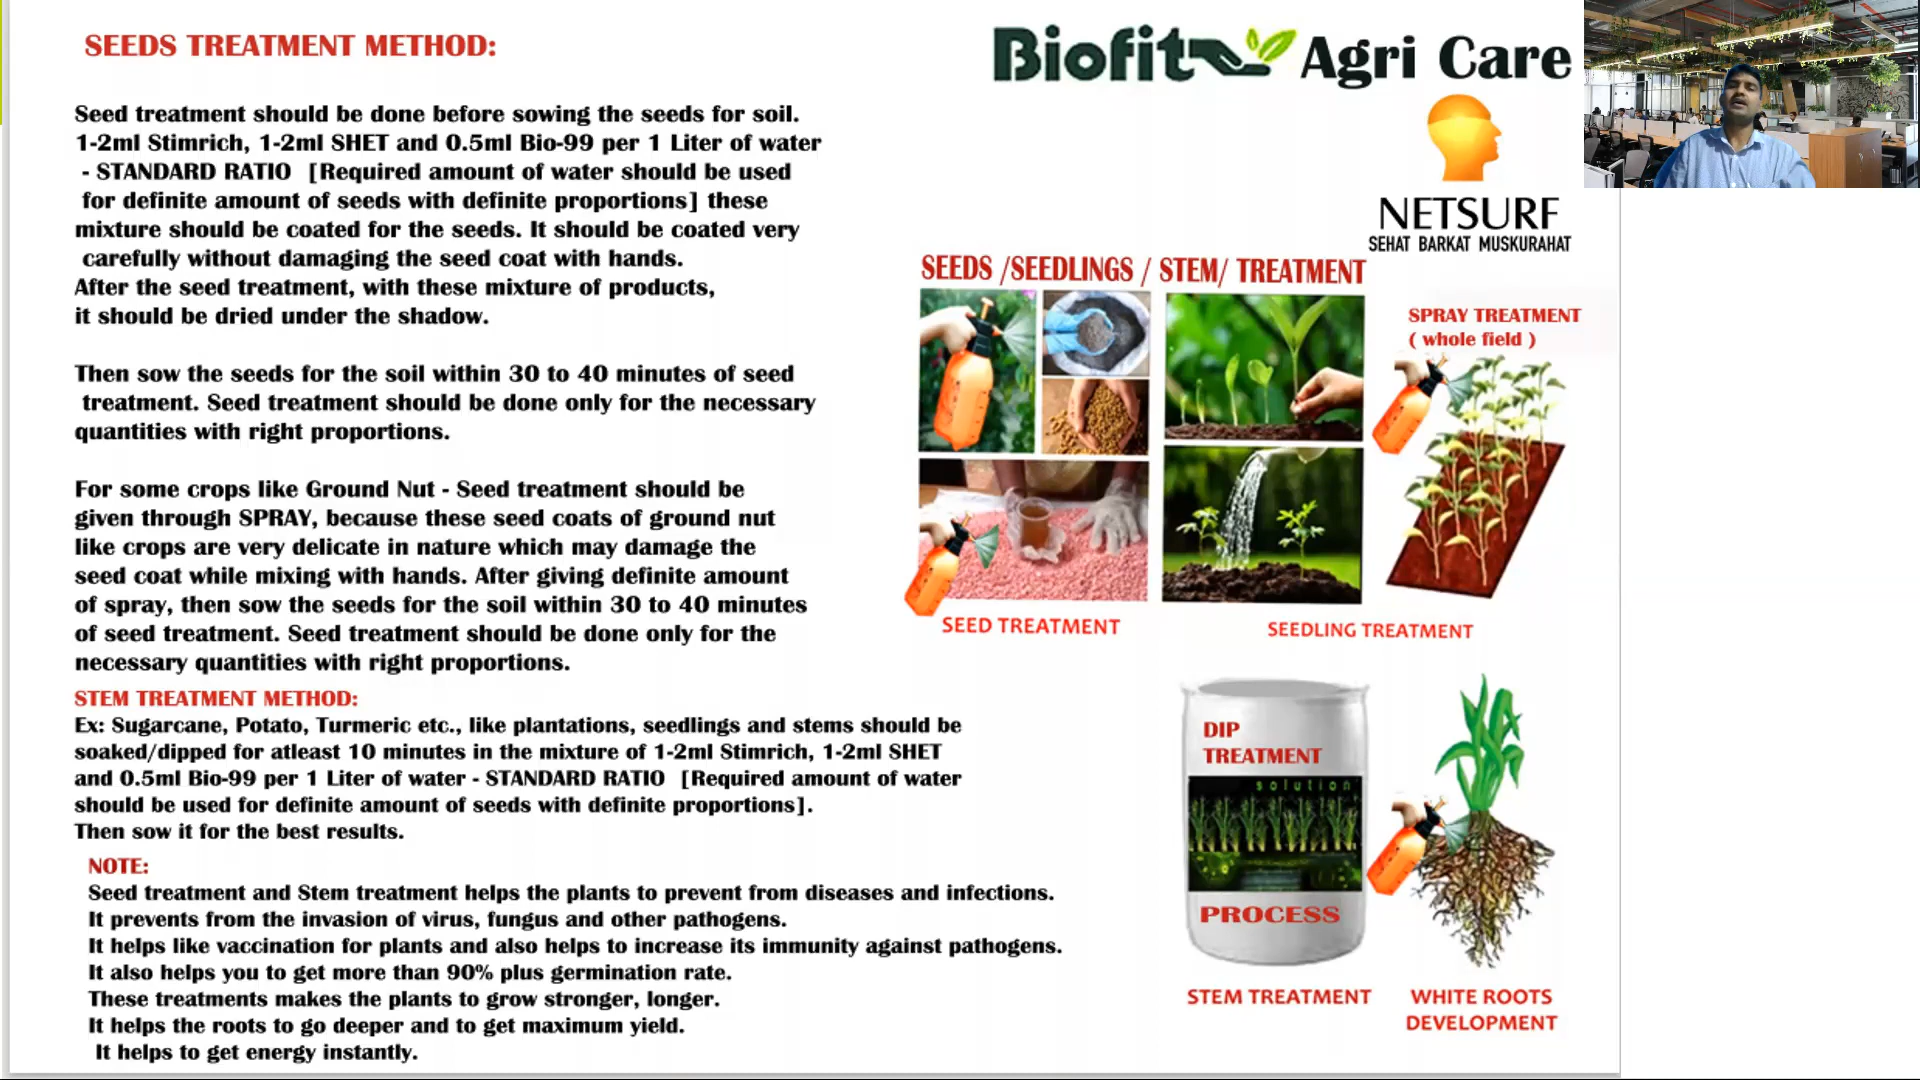 SEEDS TREATMENT METHOD:
Seed treatment should be done before sowing the seeds for soil.
1-2ml Stimrich, 1-2ml SHET and 0.5ml Bio-99 per 1 Liter of water
- STANDARD RATIO [Required amount of water should be used
for definite amount of seeds with definite proportions] these
mixture should be coated for the seeds. It should be coated very
carefully without damaging the seed coat with hands.
After the seed treatment, with these mixture of products,
it should be dried under the shadow.
Then sow the seeds for the soil within 30 to 40 minutes of seed
treatment. Seed treatment should be done only for the necessary
quantities with right proportions.
For some crops like Ground Nut - Seed treatment should be
given through SPRAY, because these seed coats of ground nut
like crops are very delicate in nature which may damage the
seed coat while mixing with hands. After giving definite amount
of spray, then sow the seeds for the soil within 30 to 40 minutes
of seed treatment. Seed treatment should be done only for the
necessary quantities with right proportions.
STEM TREATMENT METHOD:
Ex: Sugarcane, Potato, Turmeric etc., like plantations, seedlings and stems should be
soaked/dipped for atleast 10 minutes in the mixture of 1-2ml Stimrich, 1-2ml SHET
and 0.5ml Bio-99 per 1 Liter of water - STANDARD RATIO [Required amount of water
should be used for definite amount of seeds with definite proportions].
Then sow it for the best results.
NOTE:
Seed treatment and Stem treatment helps the plants to prevent from diseases and infections.
It prevents from the invasion of virus, fungus and other pathogens.
It helps like vaccination for plants and also helps to increase its immunity against pathogens.
It also helps you to get more than 90% plus germination rate.
These treatments makes the plants to grow stronger, longer.
It helps the roots to go deeper and to get maximum yield.
It helps to get energy instantly.
Biofit Agri Care
NETSURF
SEHAT BARKAT MUSKURAHAT
SEEDS /SEEDLINGS / STEM/ TREATMENT
SPRAY TREATMENT
( whole field )
SEED TREATMENT
SEEDLING TREATMENT
DIP
TREATMENT
solution
PROCESS
STEM TREATMENT
WHITE ROOTS
DEVELOPMENT